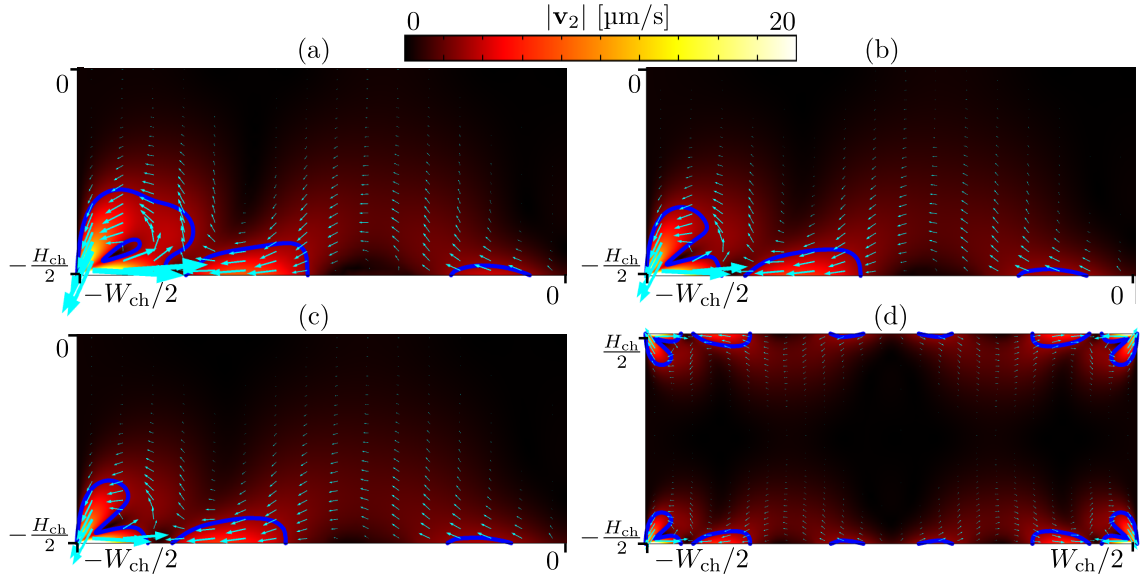 0 |v₂| [µm/s] 20
(a) (b)
0
−H_ch/2
−W_ch/2 0
0
−H_ch/2
−W_ch/2 0
(c) (d)
0
−H_ch/2
−W_ch/2 0
H_ch/2
−H_ch/2
−W_ch/2 W_ch/2